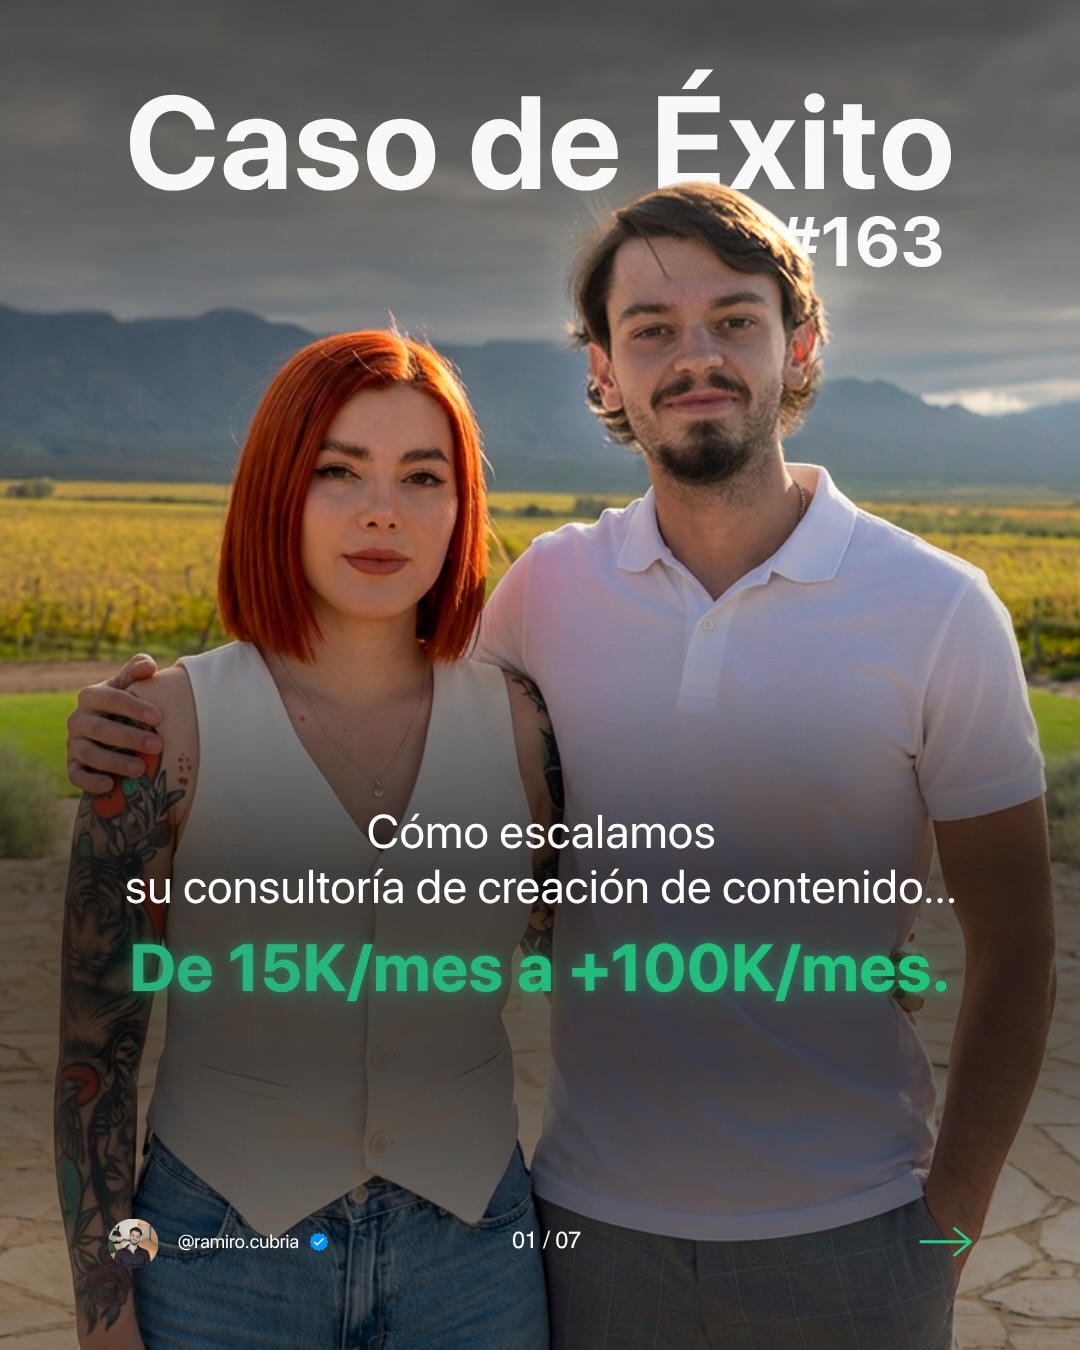 Caso de Éxito
#163
Cómo escalamos
su consultoría de creación de contenido...
De 15K/mes a +100K/mes.
@ramiro.cubria
01 / 07